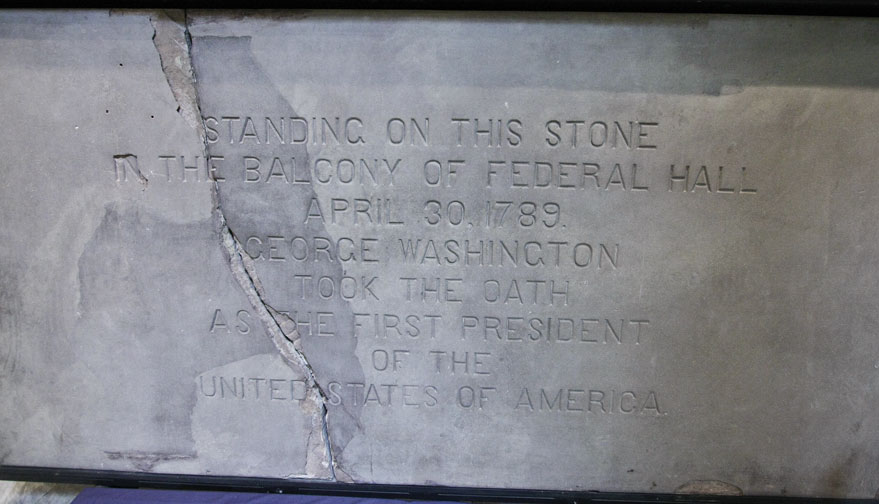 STANDING ON THIS STONE
IN THE BALCONY OF FEDERAL HALL
APRIL 30, 1789.
GEORGE WASHINGTON
TOOK THE OATH
AS THE FIRST PRESIDENT
OF THE
UNITED STATES OF AMERICA.